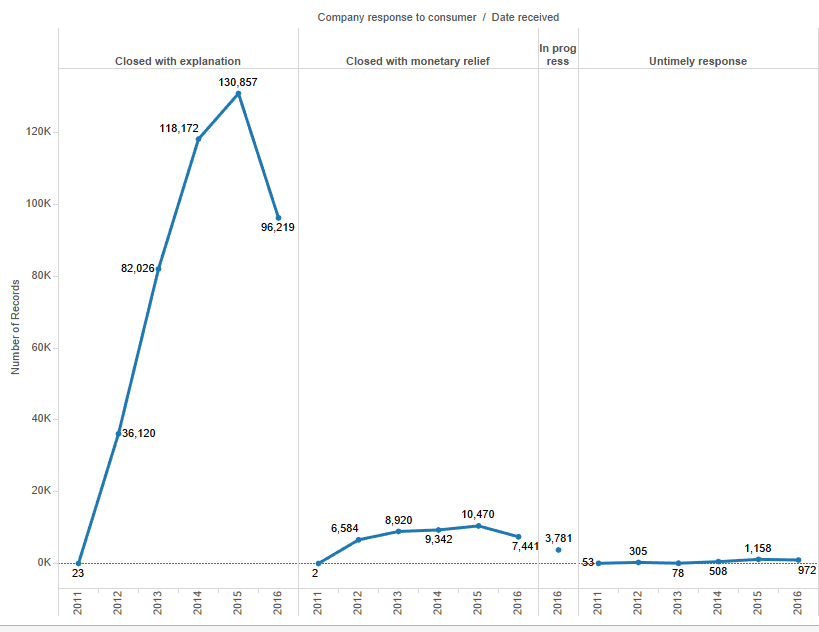 Company response to consumer / Date received
In prog
Closed with explanation Closed with monetary relief ress Untimely response
130,857
118,172
120K
100K
96,219
82,026
80K
Number of Records
60K
36,120
40K
20K
6,584 8,920 9,342 10,470 7,441 3,781
0K
23 2 53 305 78 508 1,158 972
2011 2012 2013 2014 2015 2016 2011 2012 2013 2014 2015 2016 2016 2011 2012 2013 2014 2015 2016